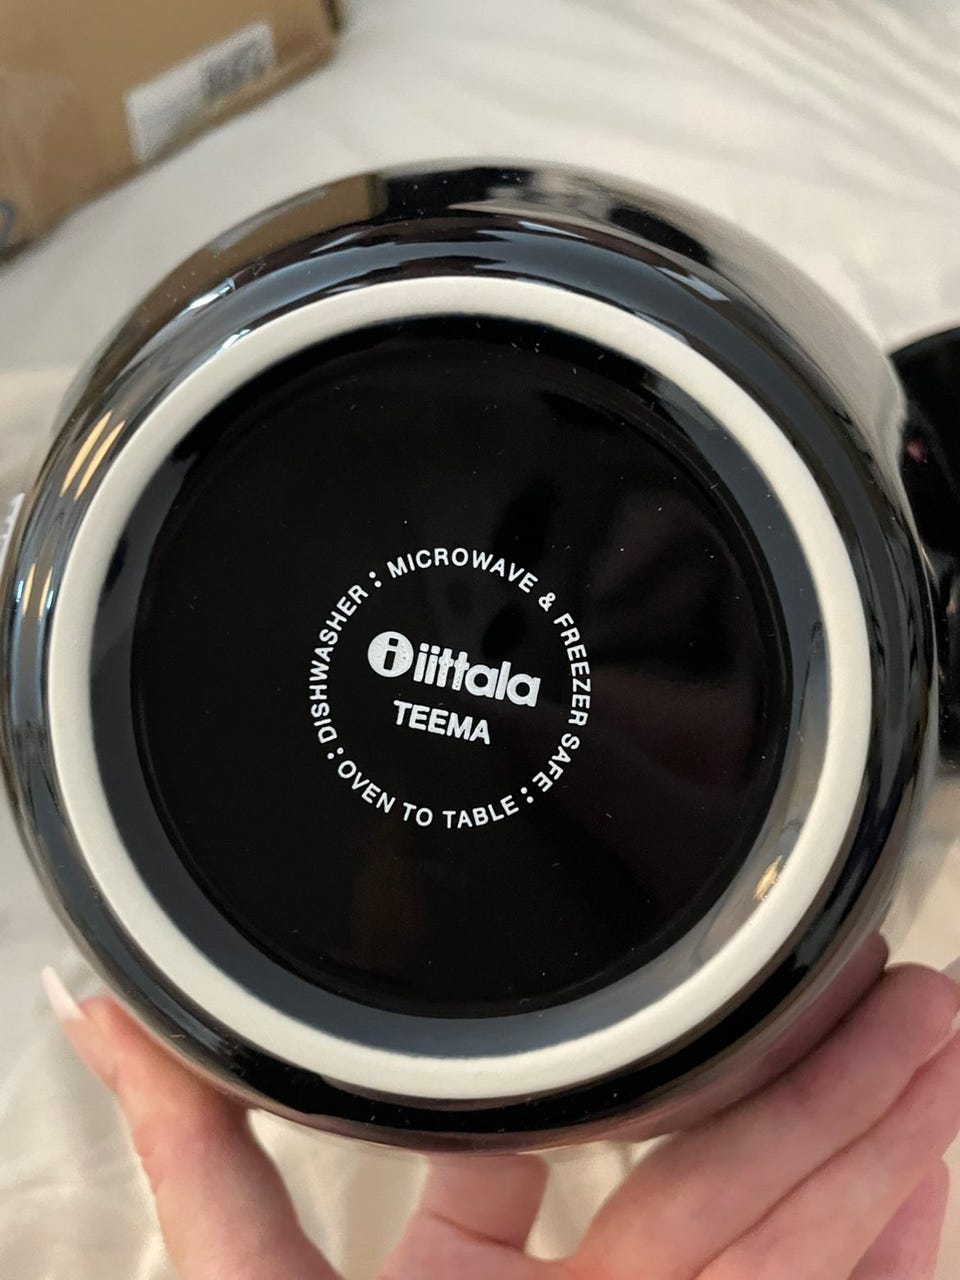 DISHWASHER : MICROWAVE & FREEZER SAFE : OVEN TO TABLE :
i iittala
TEEMA